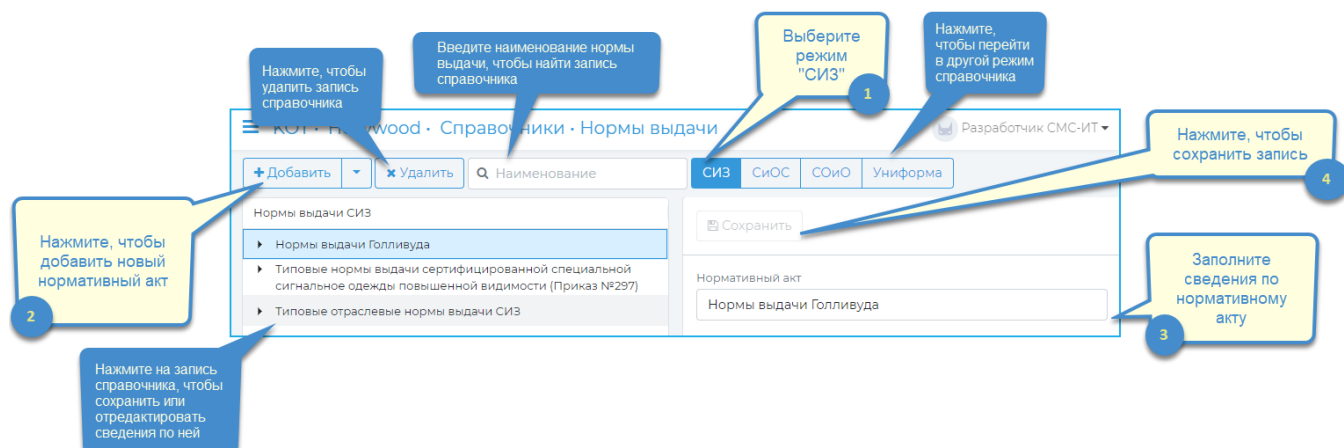 Введите наименование нормы
выдачи, чтобы найти запись
справочника
Выберите
режим
"СИЗ"
1
Нажмите,
чтобы перейти
в другой режим
справочника
Нажмите, чтобы
удалить запись
справочника
Нажмите, чтобы
сохранить запись
4
КОТ · H wood · Справочники · Нормы выдачи
Разработчик СМС-ИТ
Добавить
Удалить
Наименование
СИЗ СиОС СОиО Униформа
Нажмите, чтобы
добавить новый
нормативный акт
2
Нормы выдачи СИЗ
Нормы выдачи Голливуда
Типовые нормы выдачи сертифицированной специальной
сигнальное одежды повышенной видимости (Приказ №297)
Типовые отраслевые нормы выдачи СИЗ
Сохранить
Нормативный акт
Нормы выдачи Голливуда
Заполните
сведения по
нормативному
акту
3
Нажмите на запись
справочника, чтобы
сохранить или
отредактировать
сведения по ней